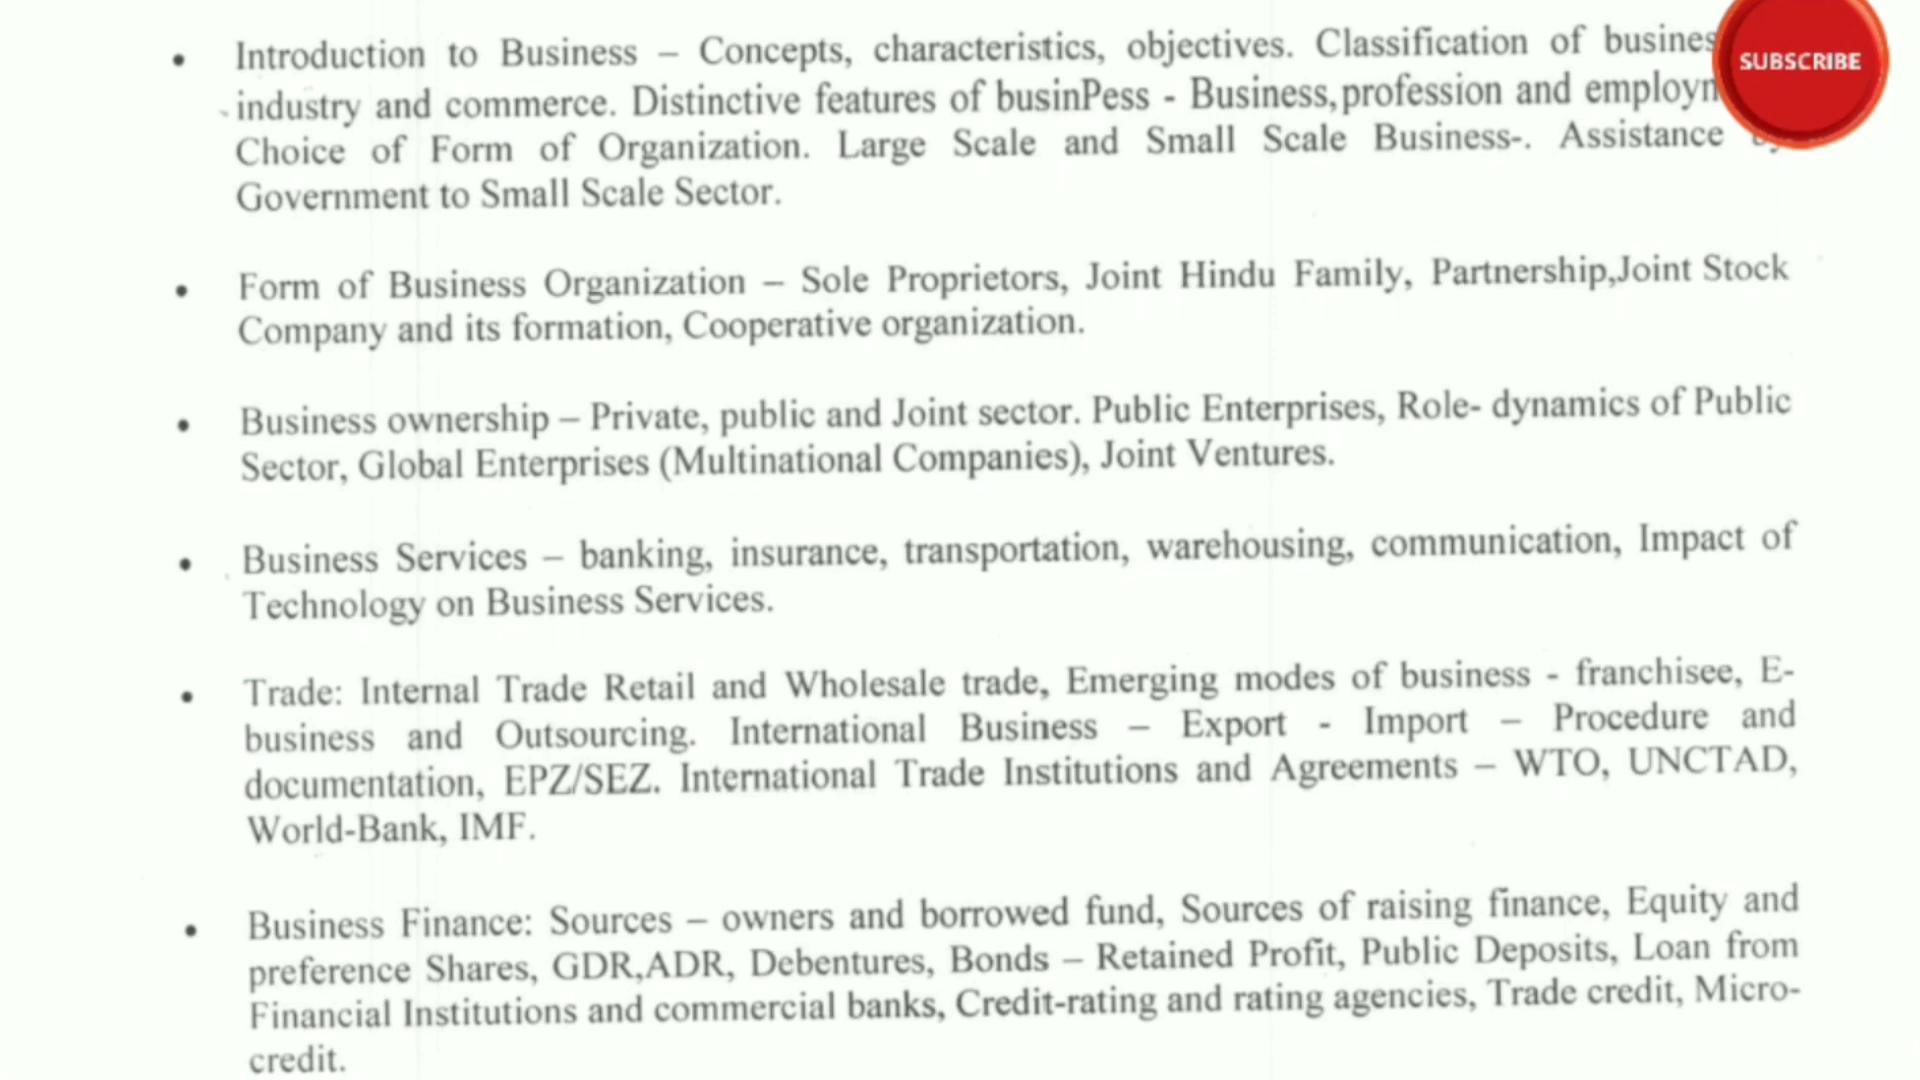 • Introduction to Business – Concepts, characteristics, objectives. Classification of
industry and commerce. Distinctive features of businPess - Business,profession and
Choice of Form of Organization. Large Scale and Small Scale Business-. Assistance
Government to Small Scale Sector.
• Form of Business Organization – Sole Proprietors, Joint Hindu Family, Partnership,Joint Stock
Company and its formation, Cooperative organization.
• Business ownership – Private, public and Joint sector. Public Enterprises, Role- dynamics of Public
Sector, Global Enterprises (Multinational Companies), Joint Ventures.
• Business Services – banking, insurance, transportation, warehousing, communication, Impact of
Technology on Business Services.
• Trade: Internal Trade Retail and Wholesale trade, Emerging modes of business - franchisee, E-
business and Outsourcing. International Business – Export - Import – Procedure and
documentation, EPZ/SEZ. International Trade Institutions and Agreements – WTO, UNCTAD,
World-Bank, IMF.
• Business Finance: Sources – owners and borrowed fund, Sources of raising finance, Equity and
preference Shares, GDR,ADR, Debentures, Bonds – Retained Profit, Public Deposits, Loan from
Financial Institutions and commercial banks, Credit-rating and rating agencies, Trade credit, Micro-
credit.
SUBSCRIBE